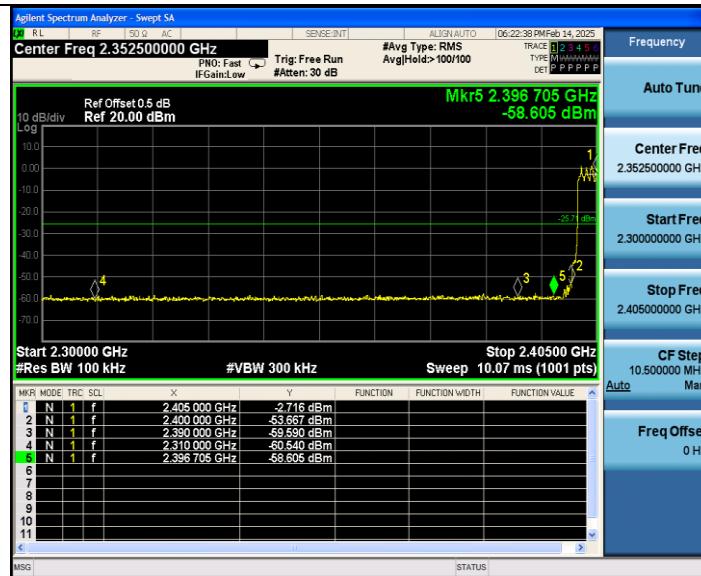 Agilent Spectrum Analyzer - Swept SA
RL RF 50 Ω AC SENSE:INT ALIGNAUTO 06:22:38 PM Feb 14, 2025
Center Freq 2.352500000 GHz #Avg Type: RMS TRACE 1 2 3 4 5 6
PNO: Fast Trig: Free Run Avg|Hold:>100/100 TYPE M
IFGain:Low #Atten: 30 dB DET P P P P P P
Frequency
Auto Tune
Mkr5 2.396 705 GHz
Ref Offset 0.5 dB
10 dB/div Ref 20.00 dBm -58.605 dBm
Log
10.0
0.00
-10.0
-20.0
-30.0
-40.0
-50.0
-60.0
-70.0
1
-25.71 dBm
2
3
4
5
Center Freq
2.352500000 GH
Start Freq
2.300000000 GH
Stop Freq
2.405000000 GH
Start 2.30000 GHz Stop 2.40500 GHz
#Res BW 100 kHz #VBW 300 kHz Sweep 10.07 ms (1001 pts)
CF Step
10.500000 MH
Auto Man
Freq Offset
0 H
MKR MODE TRC SCL X Y FUNCTION FUNCTION WIDTH FUNCTION VALUE
1 N 1 f 2.405 000 GHz -2.716 dBm
2 N 1 f 2.400 000 GHz -53.667 dBm
3 N 1 f 2.390 000 GHz -59.590 dBm
4 N 1 f 2.310 000 GHz -60.540 dBm
5 N 1 f 2.396 705 GHz -58.605 dBm
6
7
8
9
10
11
MSG STATUS